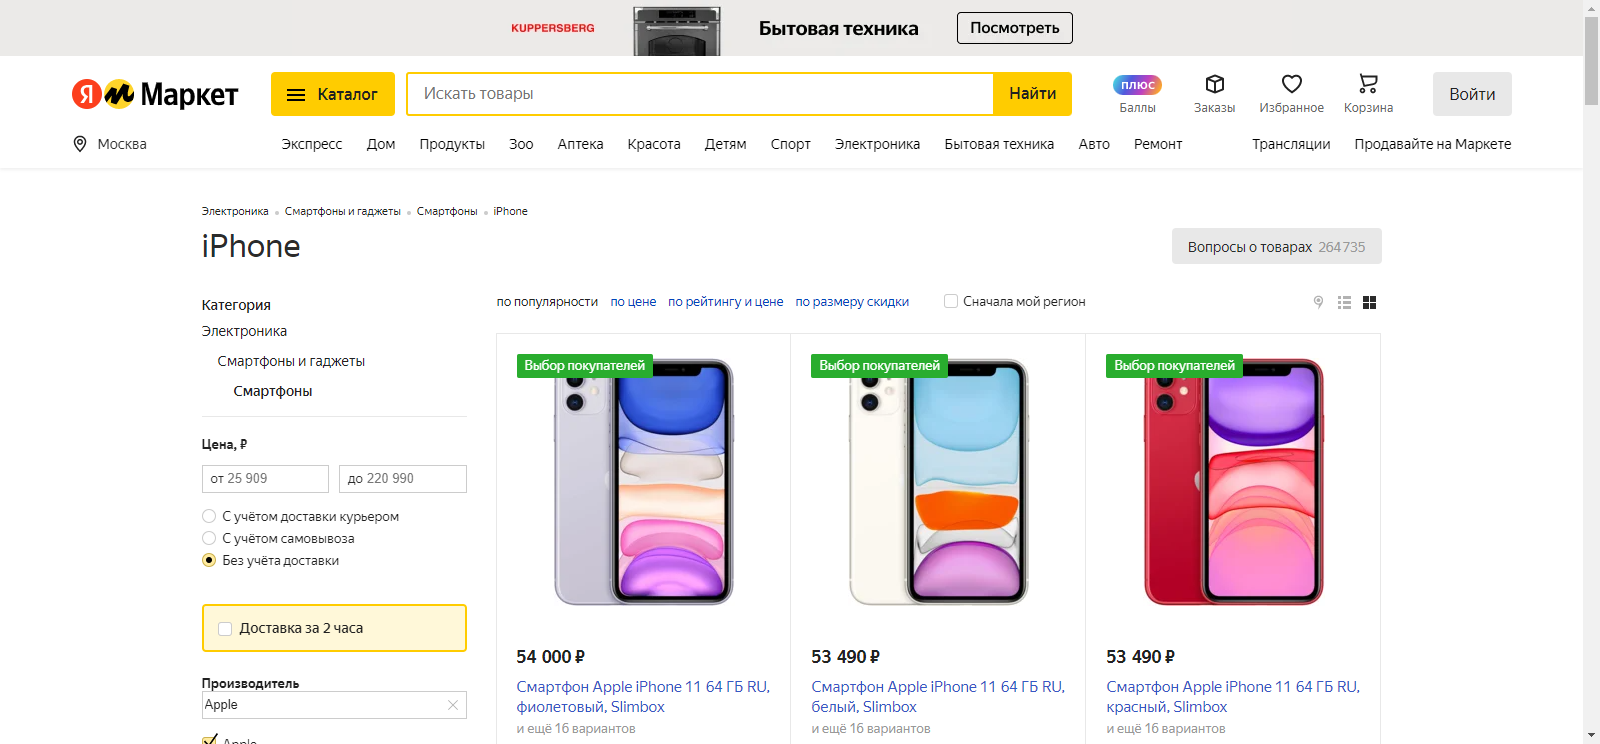 KUPPERSBERG
Бытовая техника
Посмотреть
Я М Маркет
Каталог
Искать товары
Найти
плюс
Баллы
Заказы
Избранное
Корзина
Войти
Москва
Экспресс Дом Продукты Зоо Аптека Красота Детям Спорт Электроника Бытовая техника Авто Ремонт Трансляции Продавайте на Маркете
Электроника Смартфоны и гаджеты Смартфоны iPhone
iPhone
Вопросы о товарах 264735
Категория
Электроника
Смартфоны и гаджеты
Смартфоны
Цена, ₽
от 25 909 до 220 990
С учётом доставки курьером
С учётом самовывоза
Без учёта доставки
Доставка за 2 часа
Производитель
Apple
Apple
по популярности по цене по рейтингу и цене по размеру скидки Сначала мой регион
Выбор покупателей
54 000 ₽
Смартфон Apple iPhone 11 64 ГБ RU,
фиолетовый, Slimbox
и ещё 16 вариантов
Выбор покупателей
53 490 ₽
Смартфон Apple iPhone 11 64 ГБ RU,
белый, Slimbox
и ещё 16 вариантов
Выбор покупателей
53 490 ₽
Смартфон Apple iPhone 11 64 ГБ RU,
красный, Slimbox
и ещё 16 вариантов